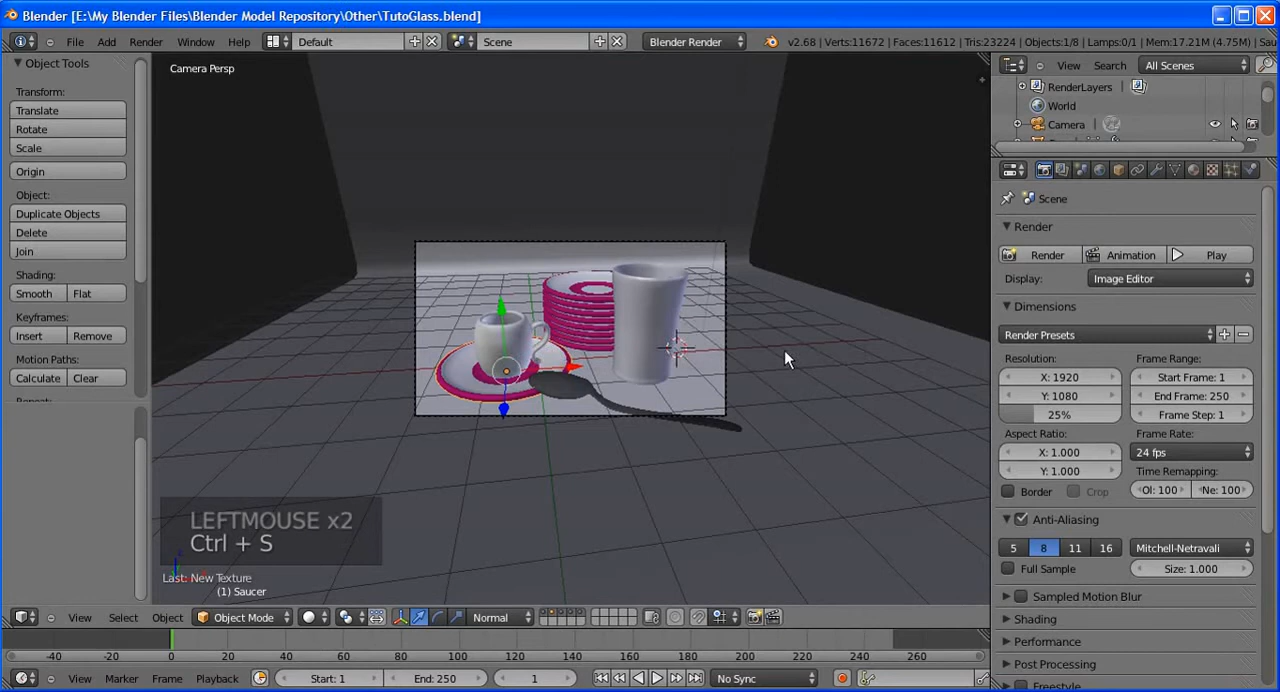 Blender [E:\My Blender Files\Blender Model Repository\Other\TutoGlass.blend]
File Add Render Window Help Default Scene Blender Render v2.68 | Verts:11672 | Faces:11612 | Tris:23224 | Objects:1/8 | Lamps:0/1 | Mem:17.21M (4.75M) | Sau
Object Tools
Transform:
Translate
Rotate
Scale
Origin
Object:
Duplicate Objects
Delete
Join
Shading:
Smooth Flat
Keyframes:
Insert Remove
Motion Paths:
Calculate Clear
Camera Persp
LEFTMOUSE x2
Ctrl + S
Last: New Texture
(1) Saucer
View Select Object Object Mode Normal
-40 -20 0 20 40 60 80 100 120 140 160 180 200 220 240 260
View Marker Frame Playback Start: 1 End: 250 1 No Sync
View Search All Scenes
RenderLayers
World
Camera
Scene
Render
Render Animation Play
Display: Image Editor
Dimensions
Render Presets
Resolution: Frame Range:
X: 1920 Start Frame: 1
Y: 1080 End Frame: 250
25% Frame Step: 1
Aspect Ratio: Frame Rate:
X: 1.000 24 fps
Y: 1.000 Time Remapping:
Border Crop Ol: 100 Ne: 100
Anti-Aliasing
5 8 11 16 Mitchell-Netravali
Full Sample Size: 1.000
Sampled Motion Blur
Shading
Performance
Post Processing
Freestyle